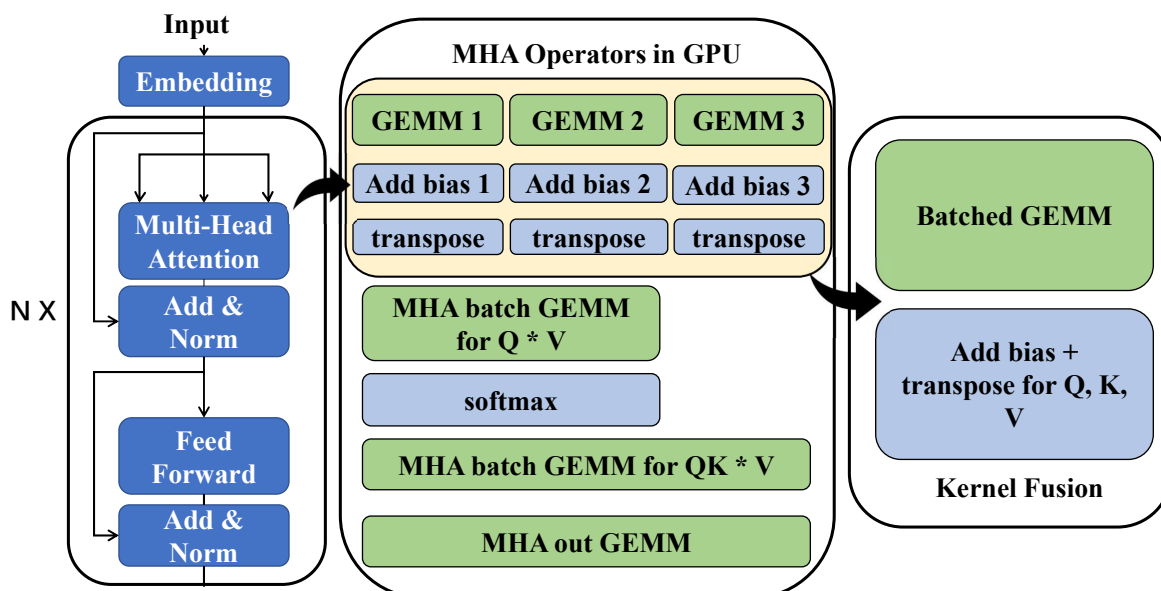 Input
Embedding
Multi-Head
Attention
Add &
Norm
N X
Feed
Forward
Add &
Norm
MHA Operators in GPU
GEMM 1
GEMM 2
GEMM 3
Add bias 1
Add bias 2
Add bias 3
transpose
transpose
transpose
MHA batch GEMM
for Q * V
softmax
MHA batch GEMM for QK * V
MHA out GEMM
Batched GEMM
Add bias +
transpose for Q, K,
V
Kernel Fusion